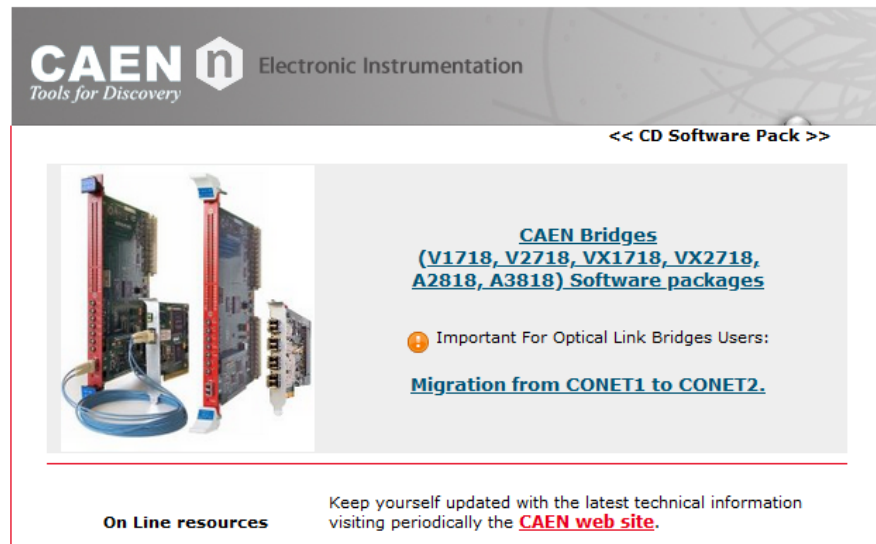 CAEN n Electronic Instrumentation
Tools for Discovery
<< CD Software Pack >>
CAEN Bridges
(V1718, V2718, VX1718, VX2718,
A2818, A3818) Software packages
! Important For Optical Link Bridges Users:
Migration from CONET1 to CONET2.
On Line resources
Keep yourself updated with the latest technical information
visiting periodically the CAEN web site.